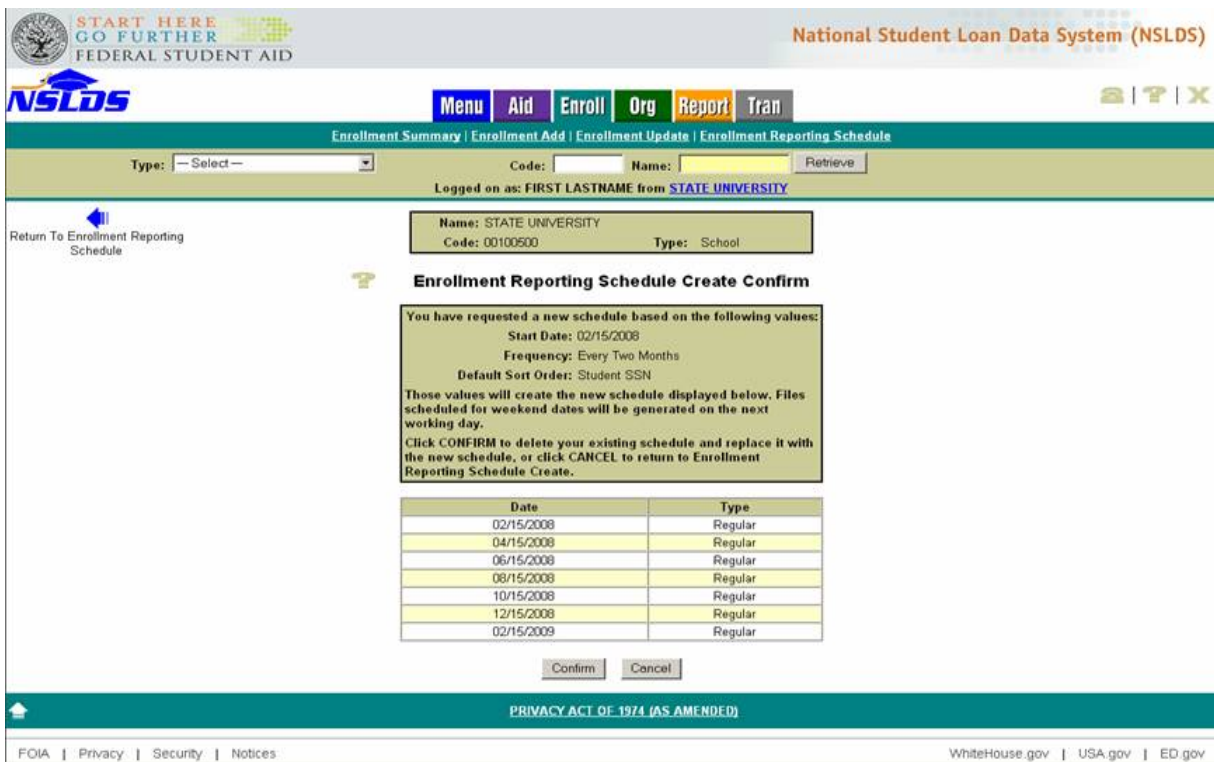 START HERE
GO FURTHER
FEDERAL STUDENT AID
National Student Loan Data System (NSLDS)
NSLDS
Menu Aid Enroll Org Report Tran
Enrollment Summary | Enrollment Add | Enrollment Update | Enrollment Reporting Schedule
Type: — Select — Code: Name: Retrieve
Logged on as: FIRST LASTNAME from STATE UNIVERSITY
Return To Enrollment Reporting
Schedule
Name: STATE UNIVERSITY
Code: 00100500 Type: School
Enrollment Reporting Schedule Create Confirm
You have requested a new schedule based on the following values:
Start Date: 02/15/2008
Frequency: Every Two Months
Default Sort Order: Student SSN
Those values will create the new schedule displayed below. Files
scheduled for weekend dates will be generated on the next
working day.
Click CONFIRM to delete your existing schedule and replace it with
the new schedule, or click CANCEL to return to Enrollment
Reporting Schedule Create.
Date Type
02/15/2008 Regular
04/15/2008 Regular
06/15/2008 Regular
08/15/2008 Regular
10/15/2008 Regular
12/15/2008 Regular
02/15/2009 Regular
Confirm Cancel
PRIVACY ACT OF 1974 (AS AMENDED)
FOIA | Privacy | Security | Notices WhiteHouse.gov | USA.gov | ED.gov